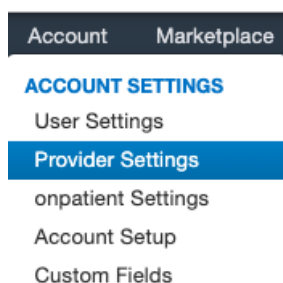 Account Marketplace
ACCOUNT SETTINGS
User Settings
Provider Settings
onpatient Settings
Account Setup
Custom Fields